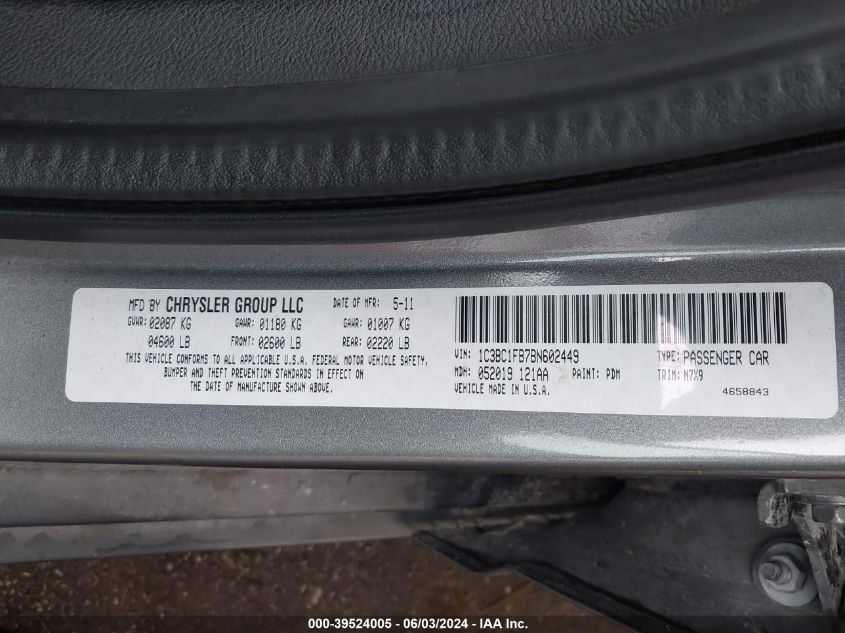 MFD BY CHRYSLER GROUP LLC DATE OF MFR: 5-11
GVWR: 02087 KG GAWR: 01180 KG GAWR: 01007 KG
04600 LB FRONT: 02600 LB REAR: 02220 LB
THIS VEHICLE CONFORMS TO ALL APPLICABLE U.S.A. FEDERAL MOTOR VEHICLE SAFETY,
BUMPER AND THEFT PREVENTION STANDARDS IN EFFECT ON
THE DATE OF MANUFACTURE SHOWN ABOVE.
VIN: 1C3BC1FB7BN602449 TYPE: PASSENGER CAR
MDH: 052019 121AA PAINT: PDM TRIM: N7X9
VEHICLE MADE IN U.S.A. 4658843
000-39524005 - 06/03/2024 - IAA Inc.